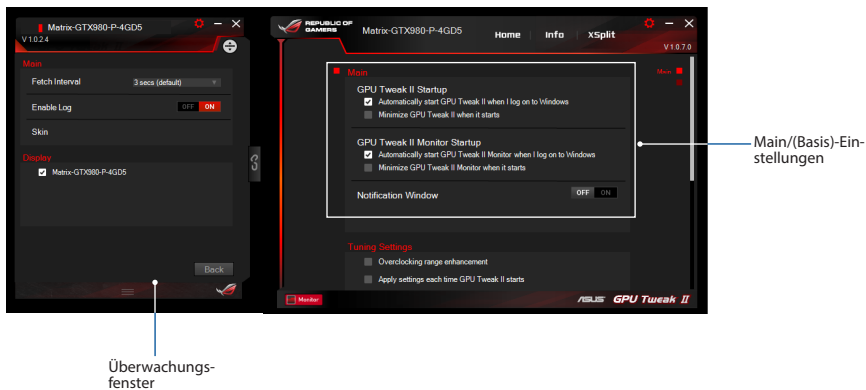 Matrix-GTX980-P-4GD5
V 1.0.2.4
Main
Fetch Interval 3 secs (default)
Enable Log OFF ON
Skin
Display
Matrix-GTX980-P-4GD5
Back
REPUBLIC OF
GAMERS
Matrix-GTX980-P-4GD5 Home Info XSplit
V 1.0.7.0
Main
Main
GPU Tweak II Startup
Automatically start GPU Tweak II when I log on to Windows
Minimize GPU Tweak II when it starts
GPU Tweak II Monitor Startup
Automatically start GPU Tweak II Monitor when I log on to Windows
Minimize GPU Tweak II Monitor when it starts
Notification Window OFF ON
Tuning Settings
Overclocking range enhancement
Apply settings each time GPU Tweak II starts
Monitor
ASUS GPU Tweak II
Main/(Basis)-Ein-
stellungen
Überwachungs-
fenster